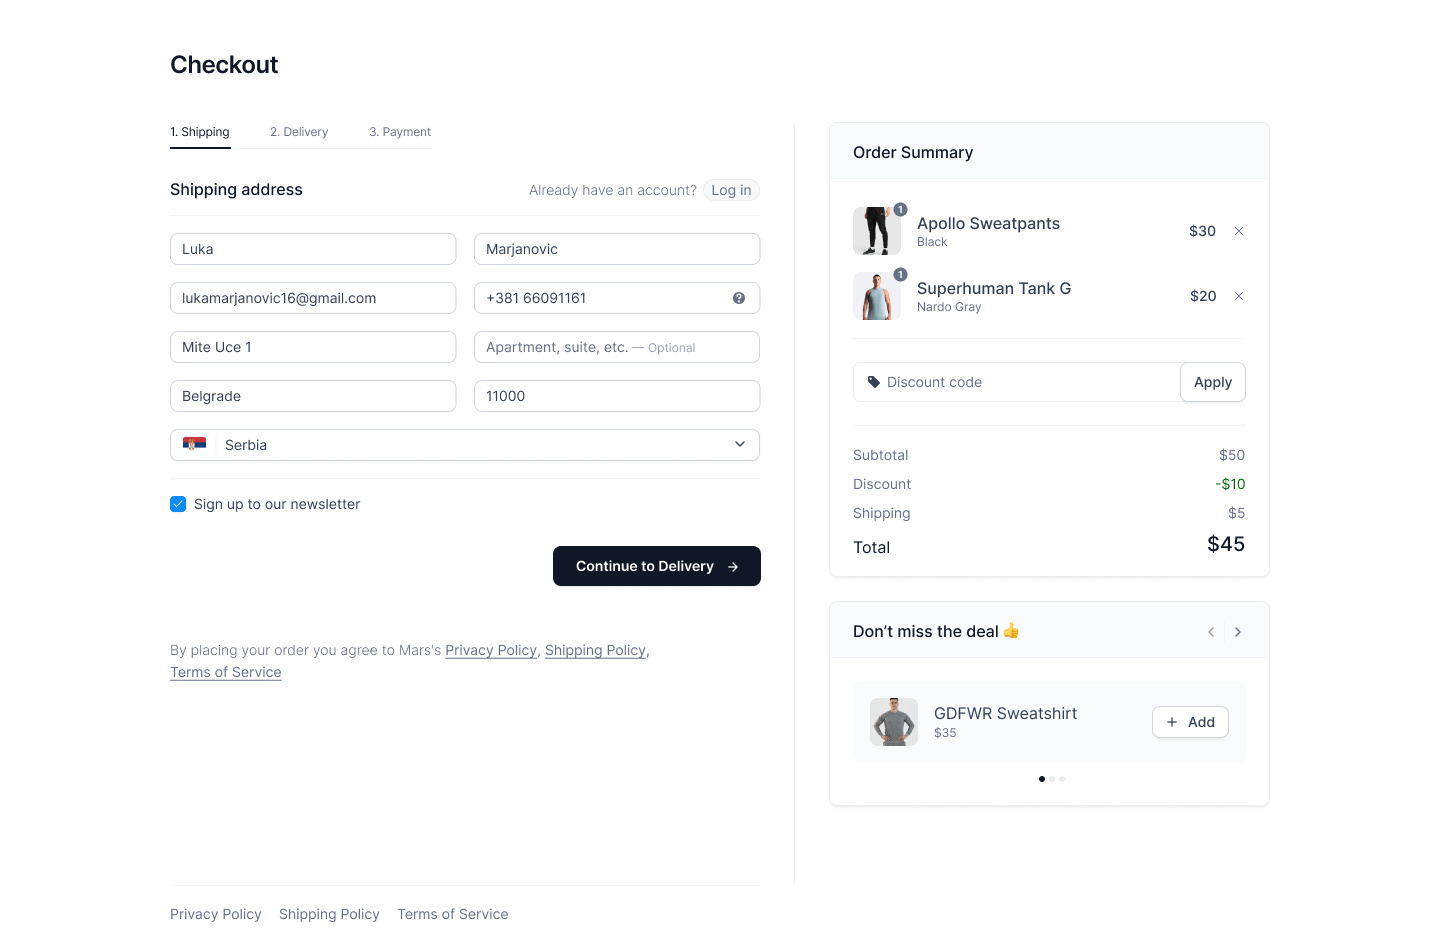 Checkout
1. Shipping
2. Delivery
3. Payment
Shipping address
Already have an account? Log in
Luka
Marjanovic
lukamarjanovic16@gmail.com
+381 66091161
Mite Uce 1
Apartment, suite, etc. — Optional
Belgrade
11000
Serbia
Sign up to our newsletter
Continue to Delivery →
By placing your order you agree to Mars's Privacy Policy, Shipping Policy,
Terms of Service
Privacy Policy
Shipping Policy
Terms of Service
Order Summary
1
Apollo Sweatpants
Black
$30
1
Superhuman Tank G
Nardo Gray
$20
Discount code
Apply
Subtotal $50
Discount -$10
Shipping $5
Total $45
Don’t miss the deal 👍
GDFWR Sweatshirt
$35
+ Add